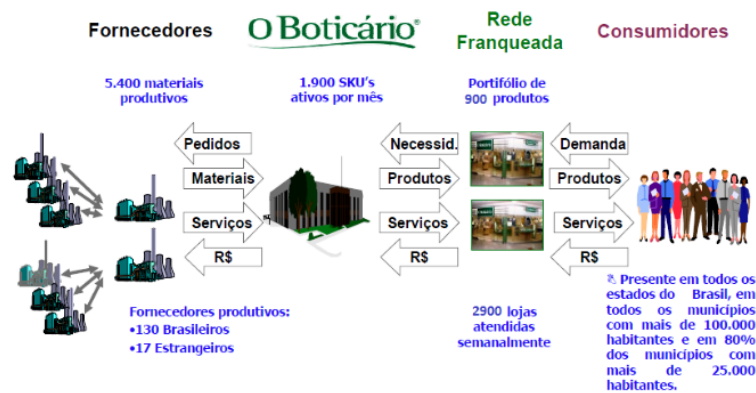 Fornecedores
O Boticário®
Rede
Franqueada
Consumidores
5.400 materiais
produtivos
1.900 SKU's
ativos por mês
Portifólio de
900 produtos
Pedidos
Necessid.
Demanda
Materiais
Produtos
Produtos
Serviços
Serviços
Serviços
R$
R$
R$
Fornecedores produtivos:
•130 Brasileiros
•17 Estrangeiros
2900 lojas
atendidas
semanalmente
Presente em todos os
estados do Brasil, em
todos os municípios
com mais de 100.000
habitantes e em 80%
dos municípios com
mais de 25.000
habitantes.